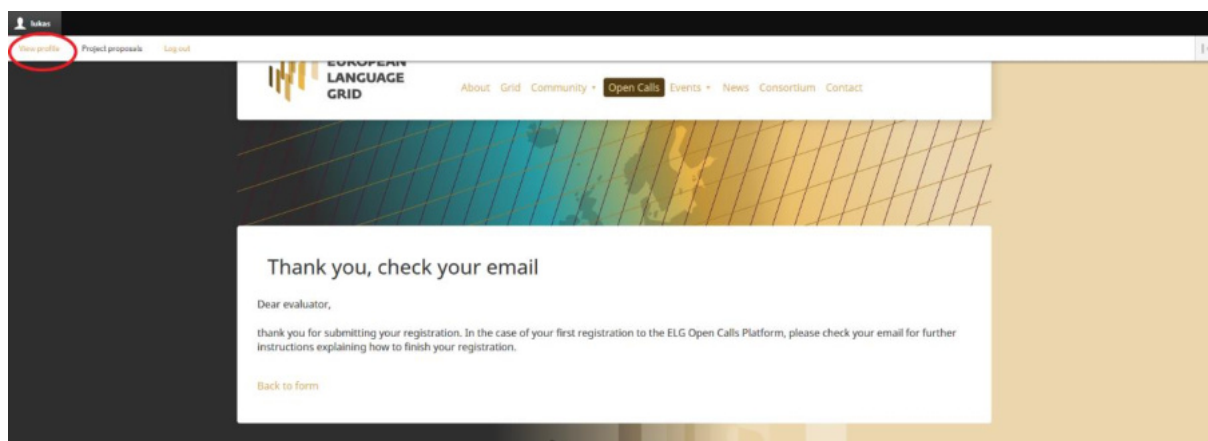 lukas
View profile Project proposals Log out
EUROPEAN
LANGUAGE
GRID
About Grid Community Open Calls Events News Consortium Contact
Thank you, check your email
Dear evaluator,
thank you for submitting your registration. In the case of your first registration to the ELG Open Calls Platform, please check your email for further
instructions explaining how to finish your registration.
Back to form